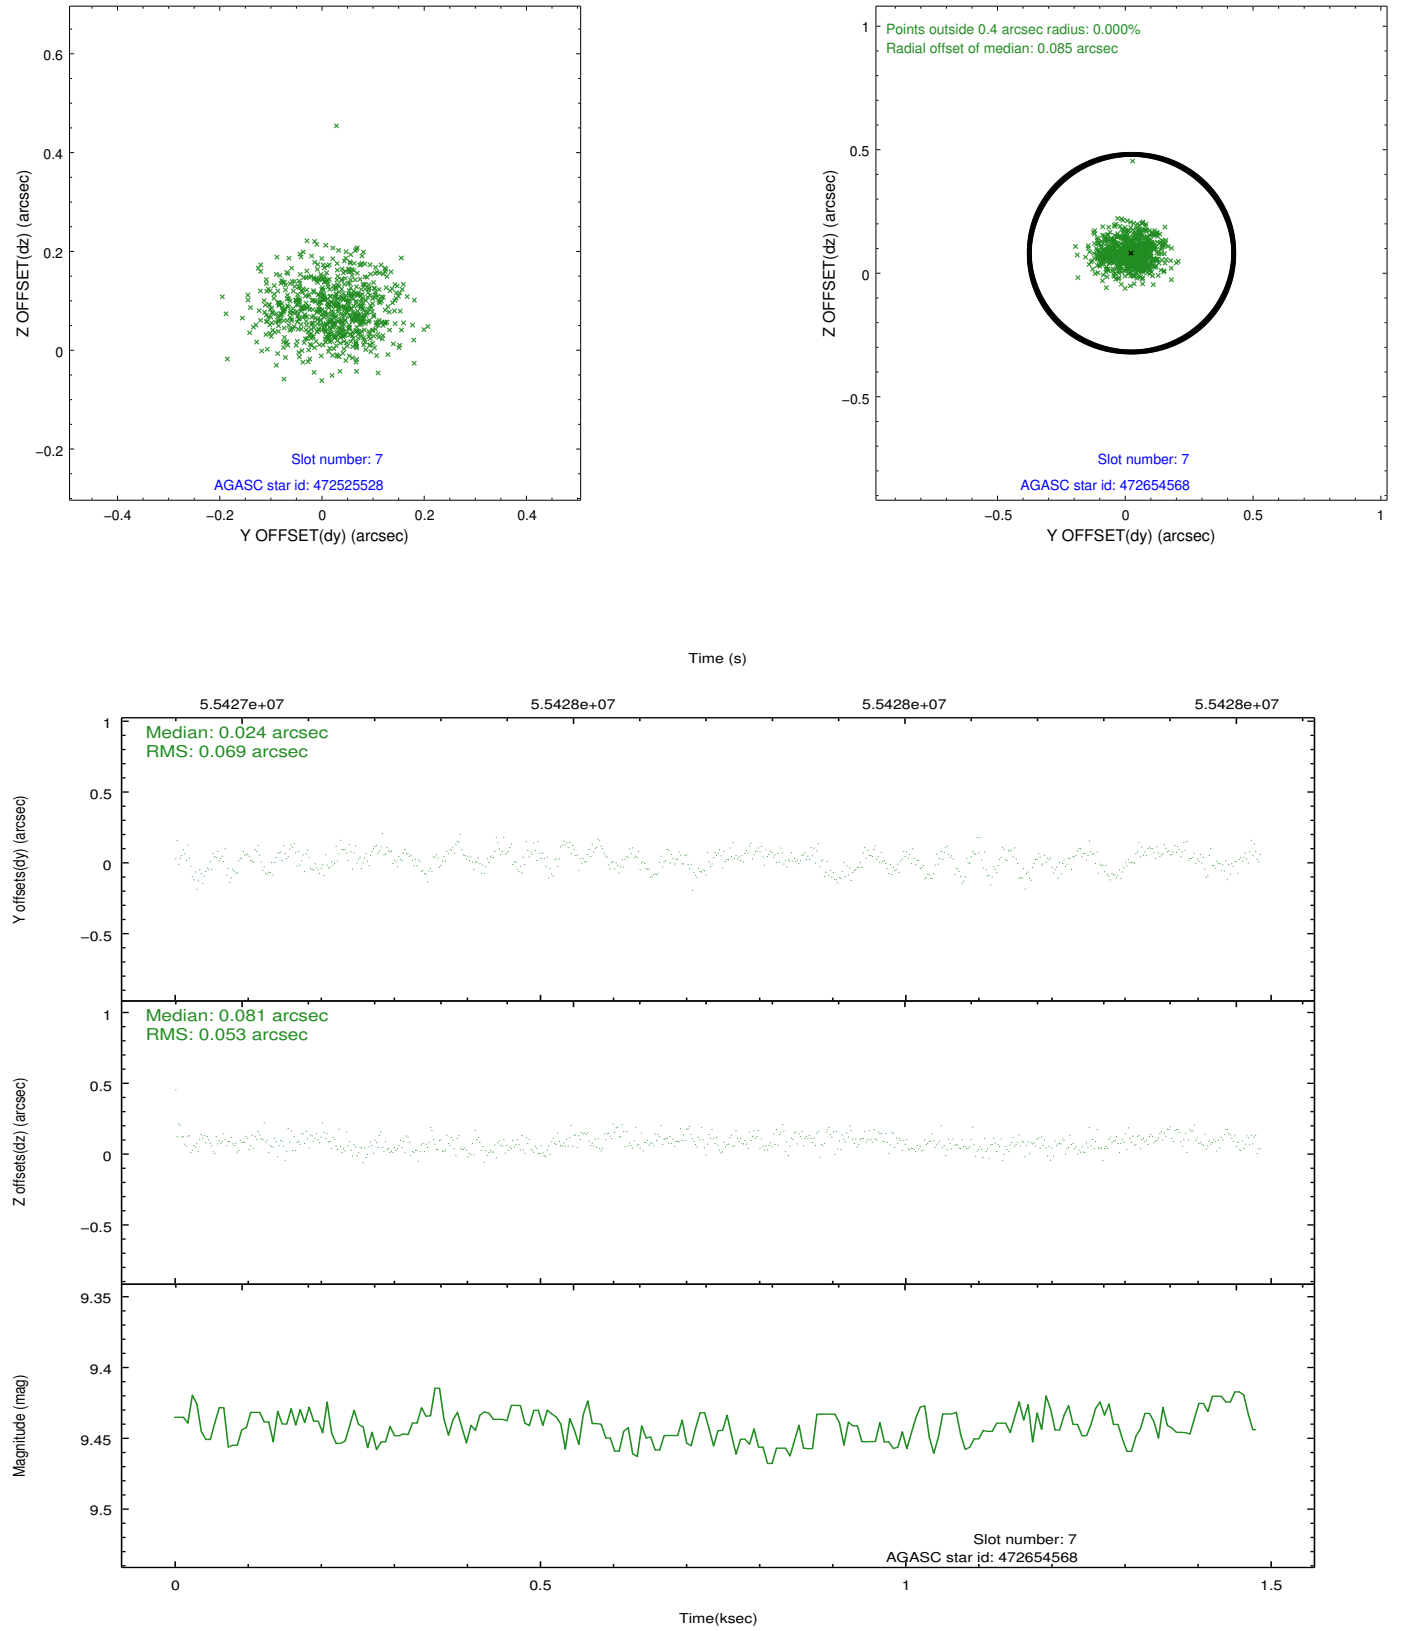 0.6
0.4
0.2
0
−0.2
Z OFFSET(dz) (arcsec)
Slot number: 7
AGASC star id: 472525528
−0.4 −0.2 0 0.2 0.4
Y OFFSET(dy) (arcsec)
Points outside 0.4 arcsec radius: 0.000%
Radial offset of median: 0.085 arcsec
1
0.5
0
−0.5
Z OFFSET(dz) (arcsec)
Slot number: 7
AGASC star id: 472654568
−0.5 0 0.5 1
Y OFFSET(dy) (arcsec)
Time (s)
5.5427e+07 5.5428e+07 5.5428e+07 5.5428e+07
Median: 0.024 arcsec
RMS: 0.069 arcsec
1
0.5
0
−0.5
Y offsets(dy) (arcsec)
Median: 0.081 arcsec
RMS: 0.053 arcsec
1
0.5
0
−0.5
Z offsets(dz) (arcsec)
9.35
9.4
9.45
9.5
Magnitude (mag)
Slot number: 7
AGASC star id: 472654568
0 0.5 1 1.5
Time(ksec)